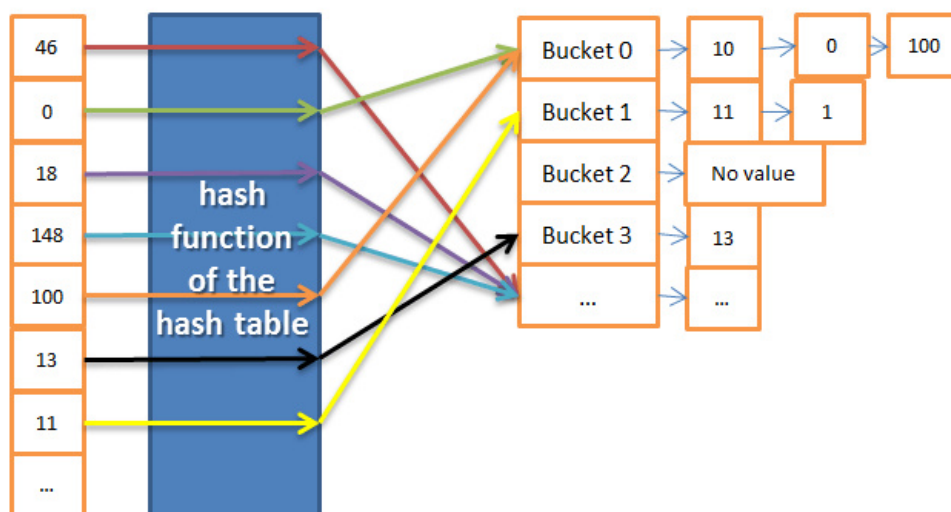 46
0
18
148
100
13
11
...
hash
function
of the
hash table
Bucket 0
10
0
100
Bucket 1
11
1
Bucket 2
No value
Bucket 3
13
...
...